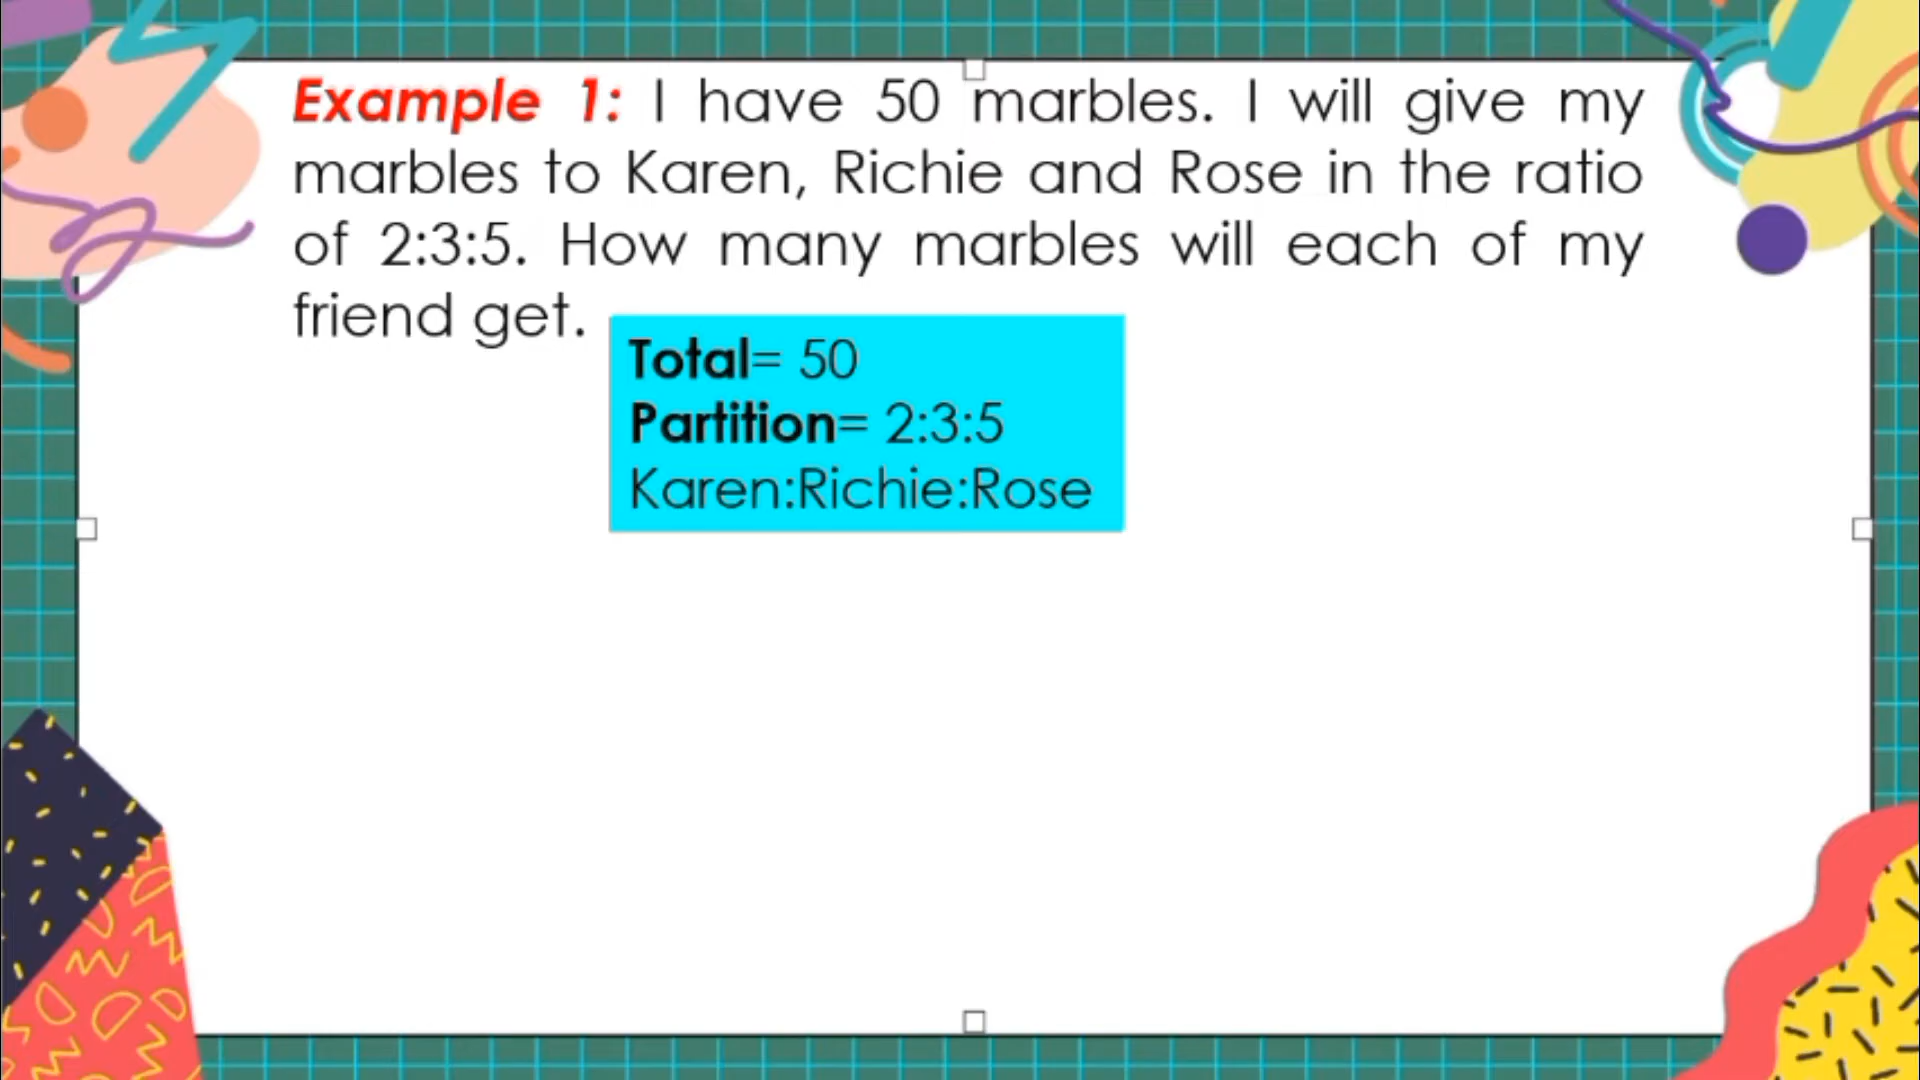 Example 1: I have 50 marbles. I will give my
marbles to Karen, Richie and Rose in the ratio
of 2:3:5. How many marbles will each of my
friend get.
Total= 50
Partition= 2:3:5
Karen:Richie:Rose